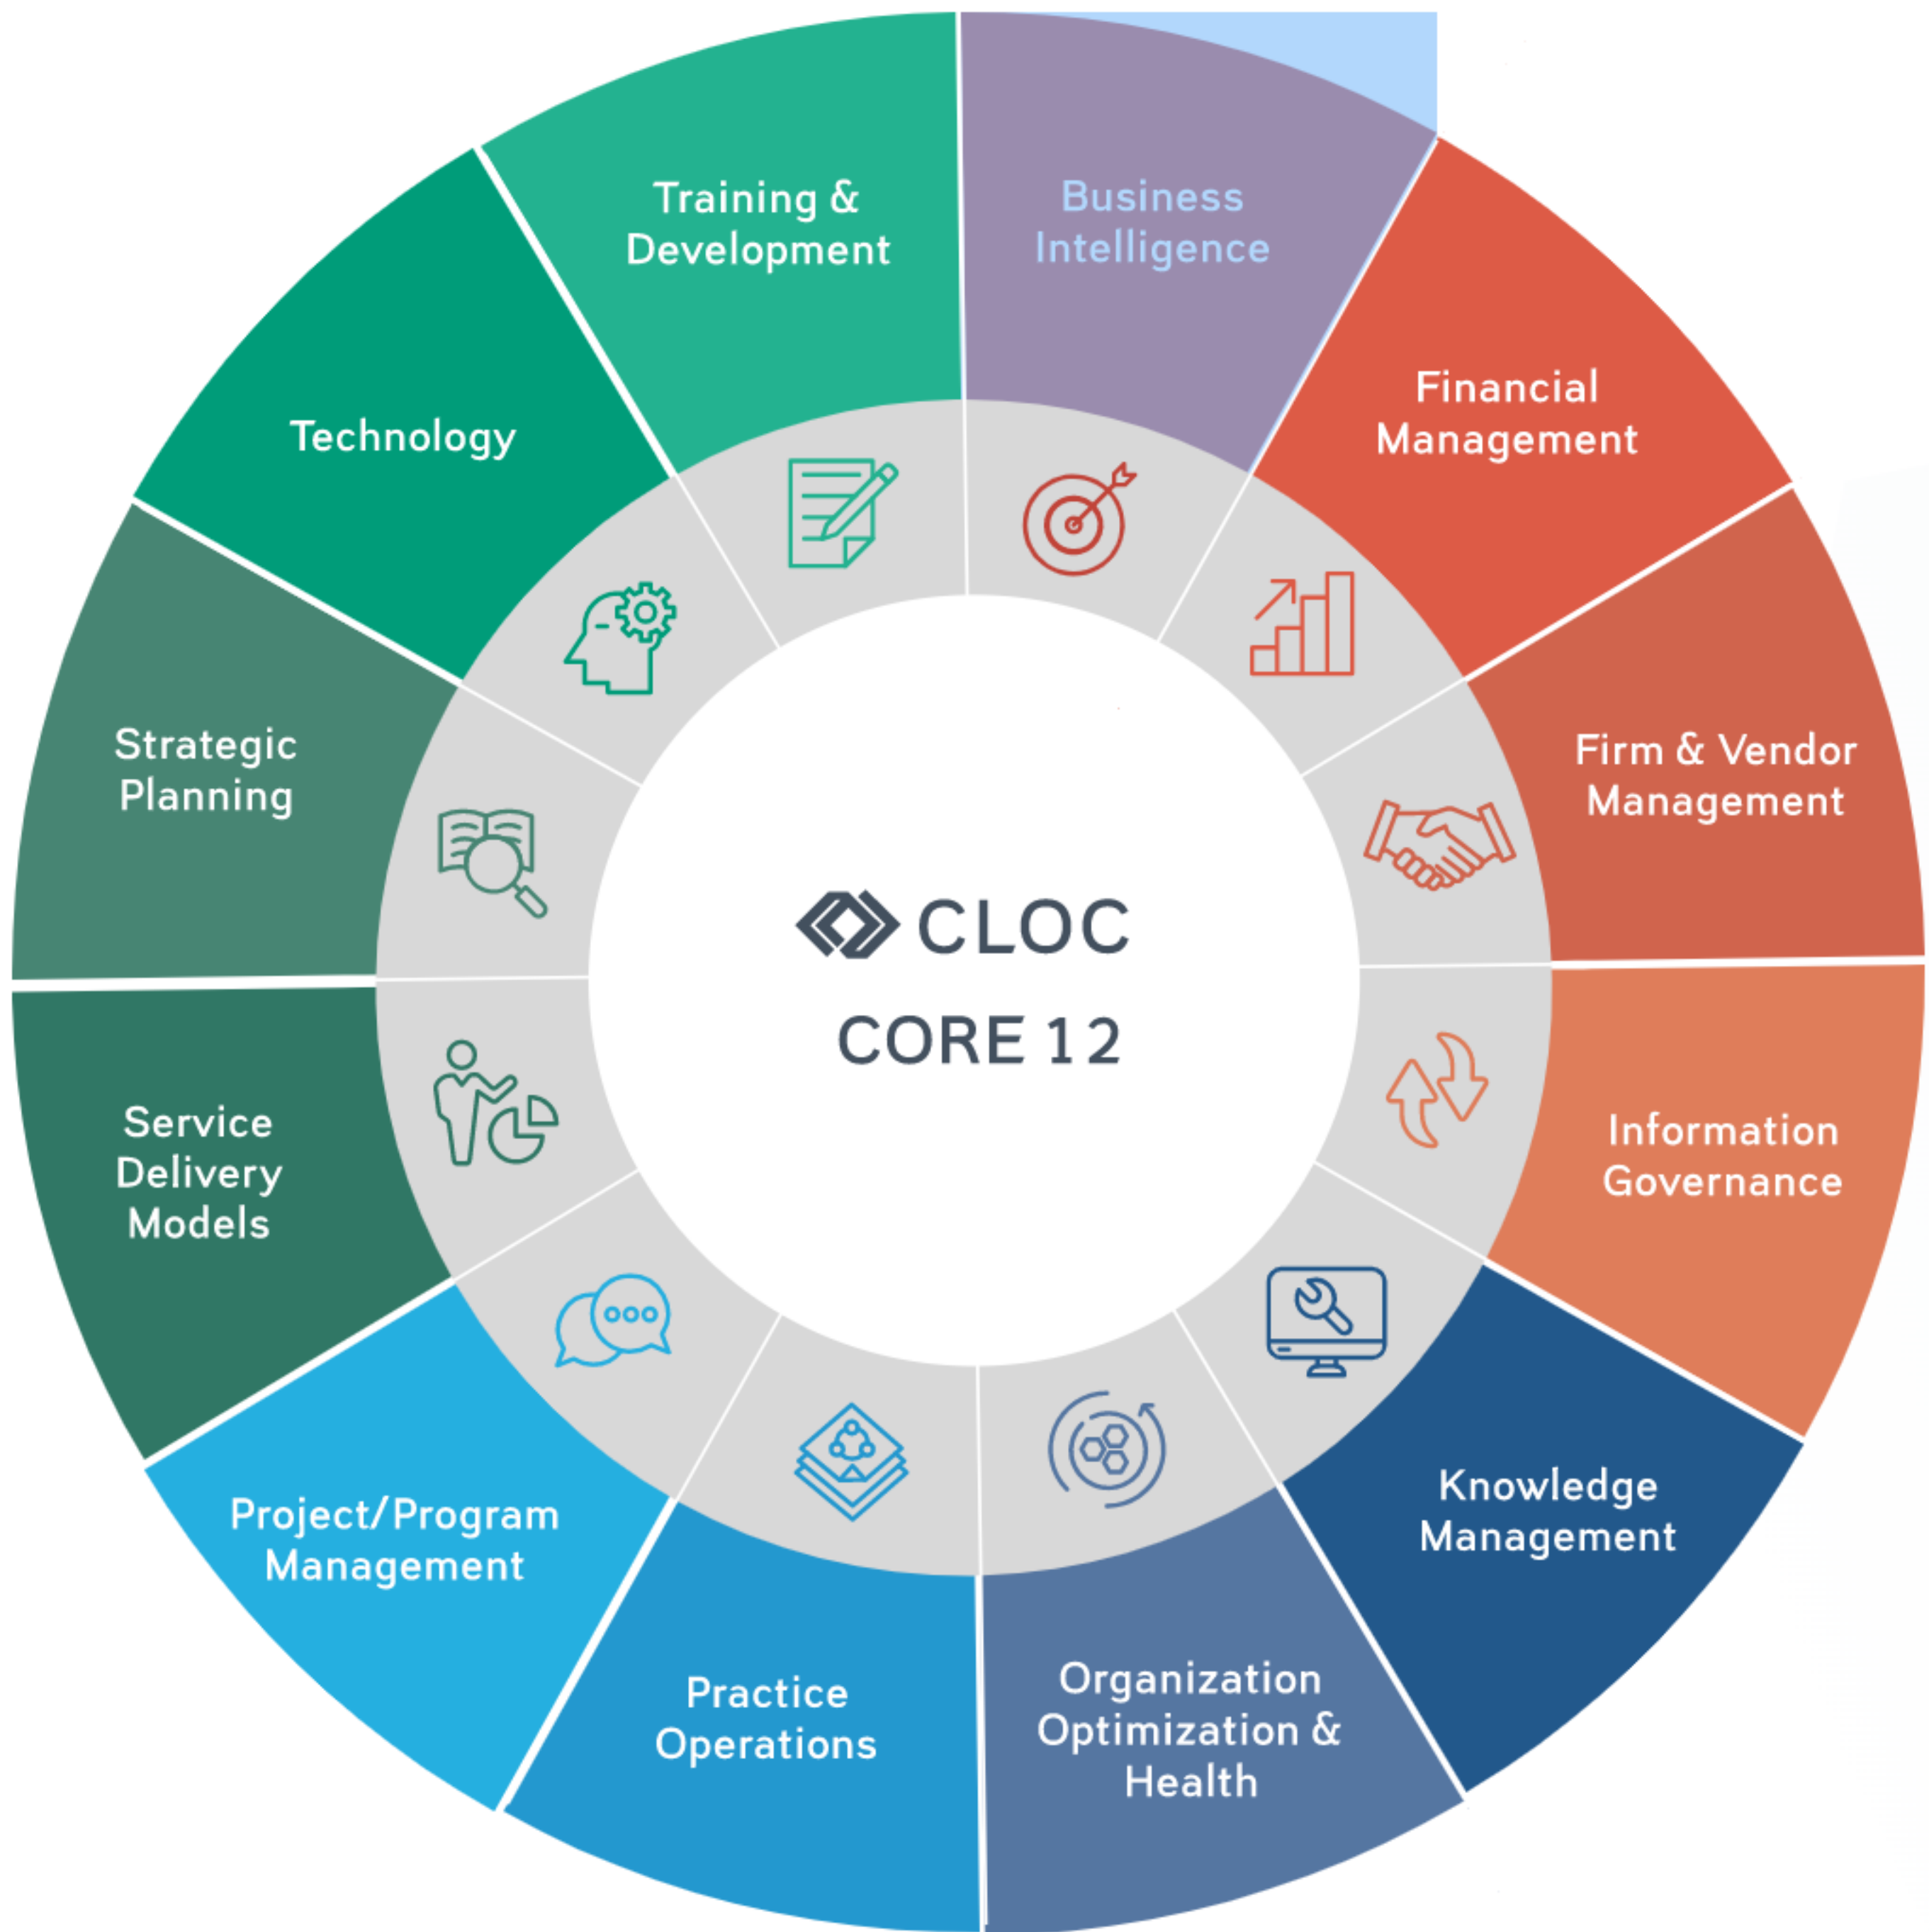 Business
Intelligence
Financial
Management
Firm & Vendor
Management
Information
Governance
Knowledge
Management
Organization
Optimization &
Health
Practice
Operations
Project/Program
Management
Service
Delivery
Models
Strategic
Planning
Technology
Training &
Development
CLOC
CORE 12